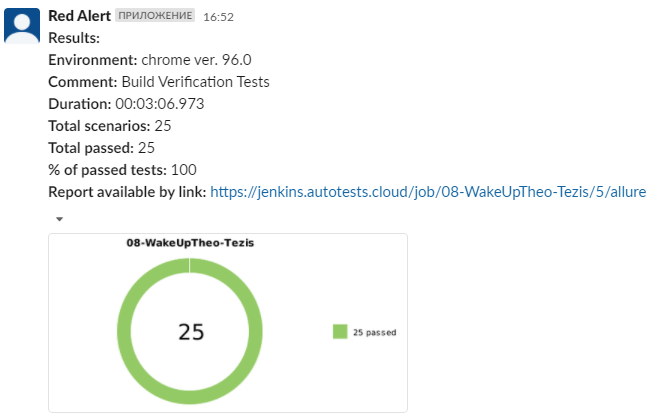 Red Alert ПРИЛОЖЕНИЕ 16:52
Results:
Environment: chrome ver. 96.0
Comment: Build Verification Tests
Duration: 00:03:06.973
Total scenarios: 25
Total passed: 25
% of passed tests: 100
Report available by link: https://jenkins.autotests.cloud/job/08-WakeUpTheo-Tezis/5/allure
08-WakeUpTheo-Tezis
25
25 passed